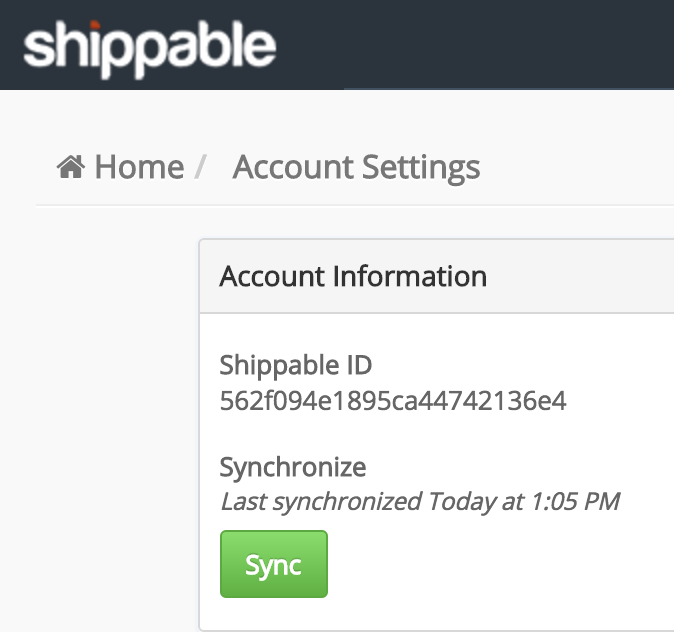 shippable
Home / Account Settings
Account Information
Shippable ID
562f094e1895ca44742136e4
Synchronize
Last synchronized Today at 1:05 PM
Sync